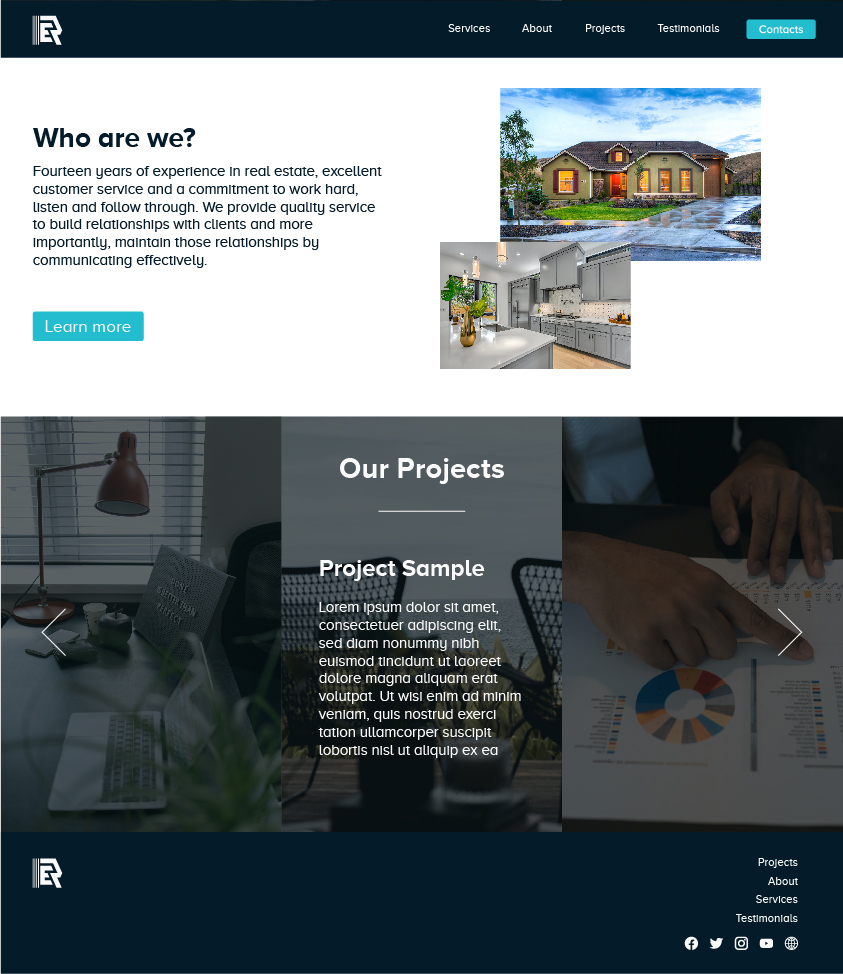 ER
Services About Projects Testimonials Contacts
Who are we?
Fourteen years of experience in real estate, excellent
customer service and a commitment to work hard,
listen and follow through. We provide quality service
to build relationships with clients and more
importantly, maintain those relationships by
communicating effectively.
Learn more
Our Projects
Project Sample
Lorem ipsum dolor sit amet,
consectetuer adipiscing elit,
sed diam nonummy nibh
euismod tincidunt ut laoreet
dolore magna aliquam erat
volutpat. Ut wisi enim ad minim
veniam, quis nostrud exerci
tation ullamcorper suscipit
lobortis nisl ut aliquip ex ea
ER
Projects
About
Services
Testimonials